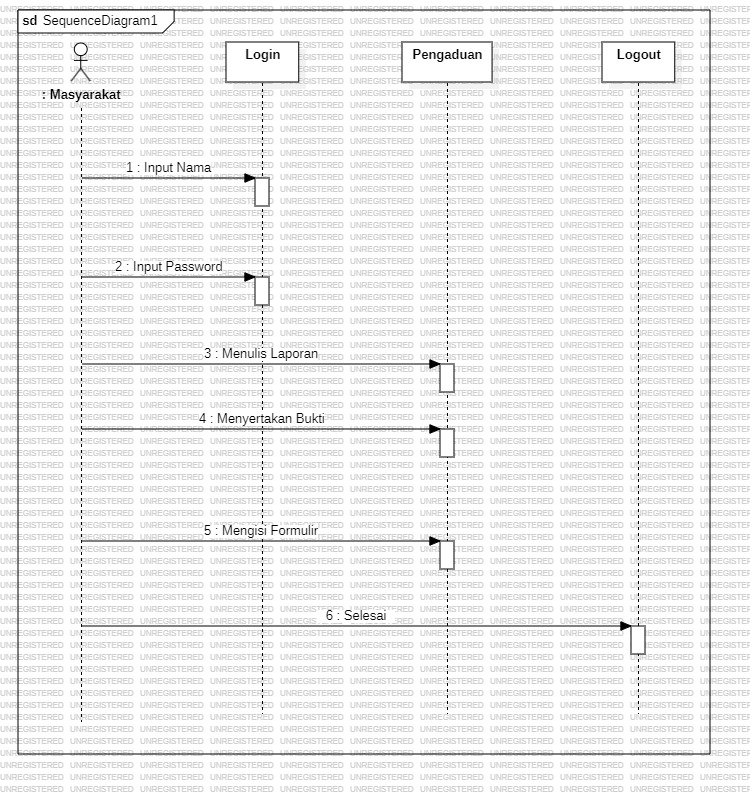 sd SequenceDiagram1
Login
Pengaduan
Logout
: Masyarakat
1 : Input Nama
2 : Input Password
3 : Menulis Laporan
4 : Menyertakan Bukti
5 : Mengisi Formulir
6 : Selesai
UNREGISTERED